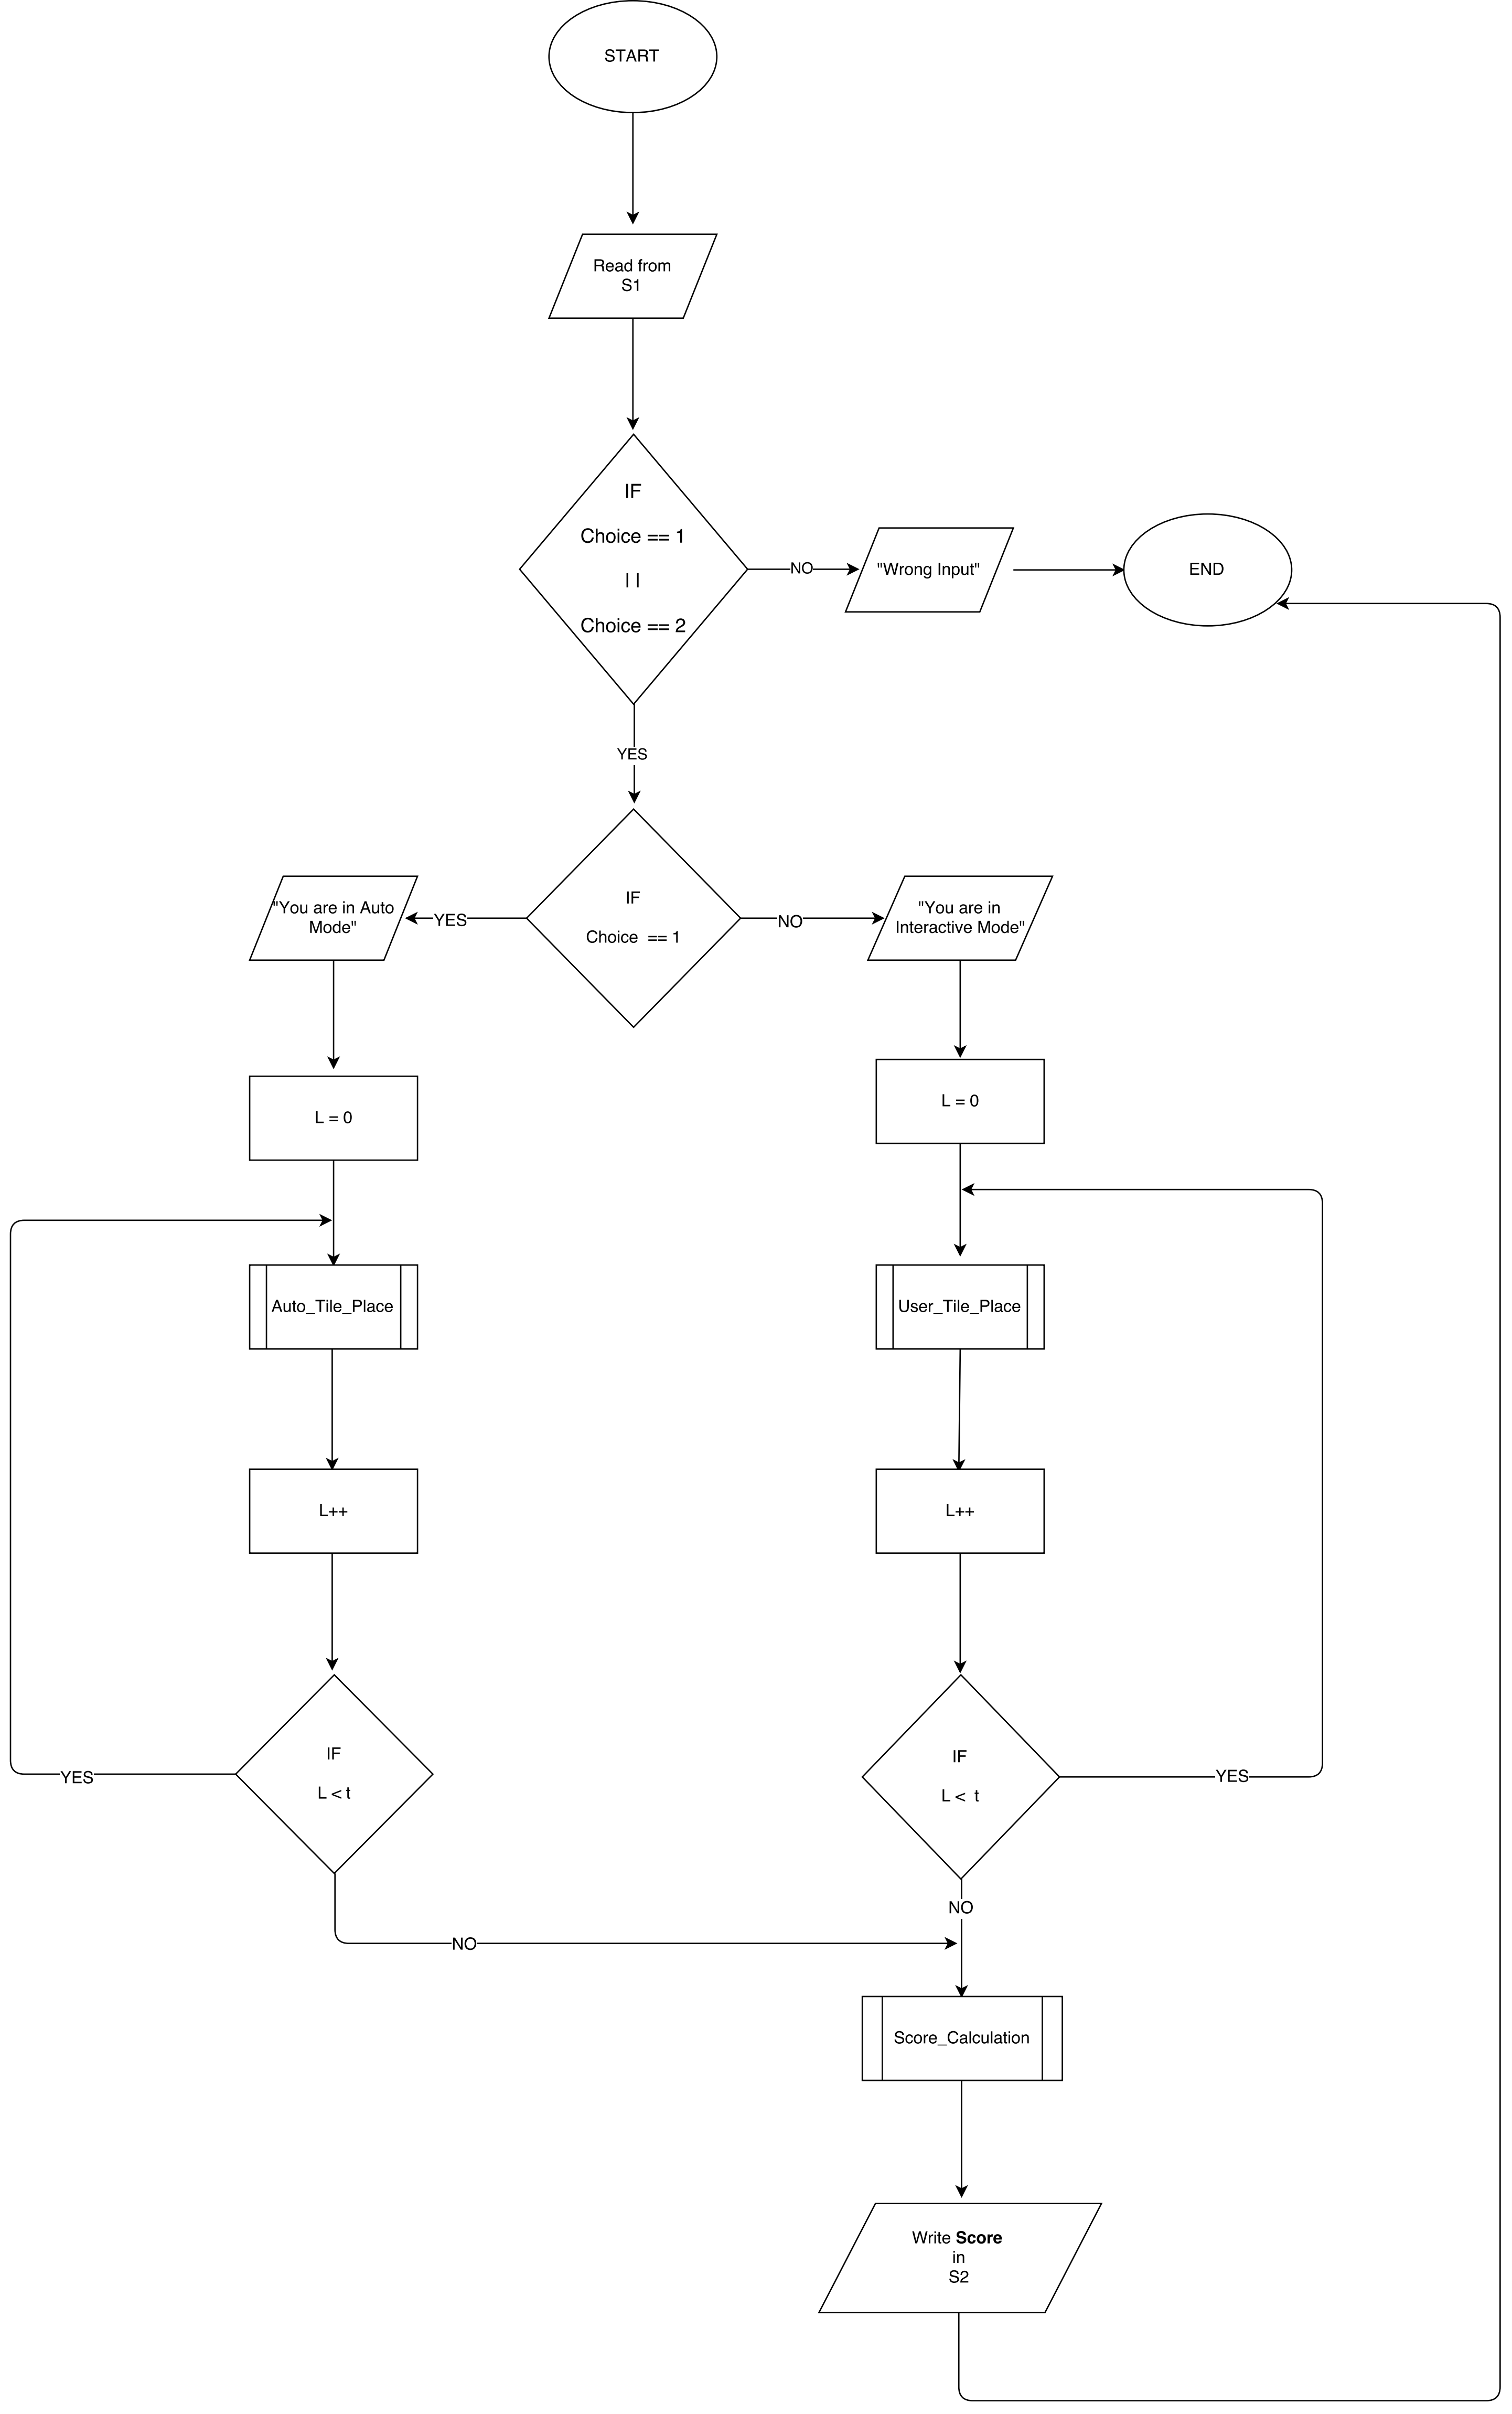 START
Read from
S1
IF
Choice == 1
| |
Choice == 2
NO
"Wrong Input"
END
YES
IF
Choice  == 1
YES
"You are in Auto
Mode"
NO
"You are in
Interactive Mode"
L = 0
L = 0
Auto_Tile_Place
User_Tile_Place
L++
L++
IF
L < t
YES
IF
L <  t
YES
NO
NO
Score_Calculation
Write Score
in
S2